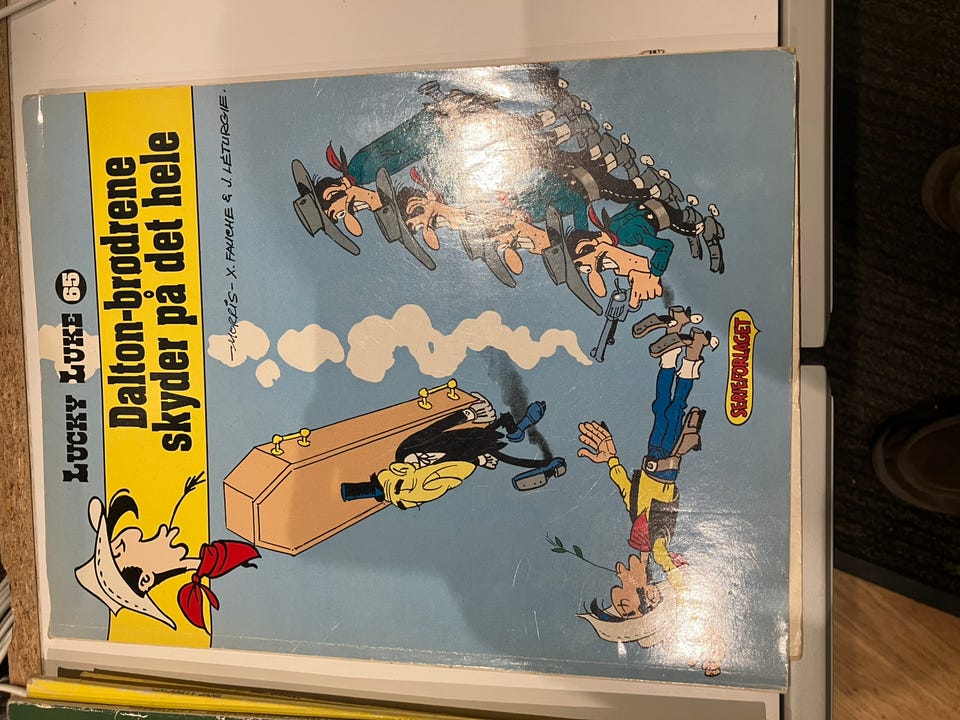 LUCKY LUKE 65
Dalton-brødrene
skyder på det hele
MORRIS - X. FAUCHE & J. LÉTURGIE.
SERIEFORLAGET